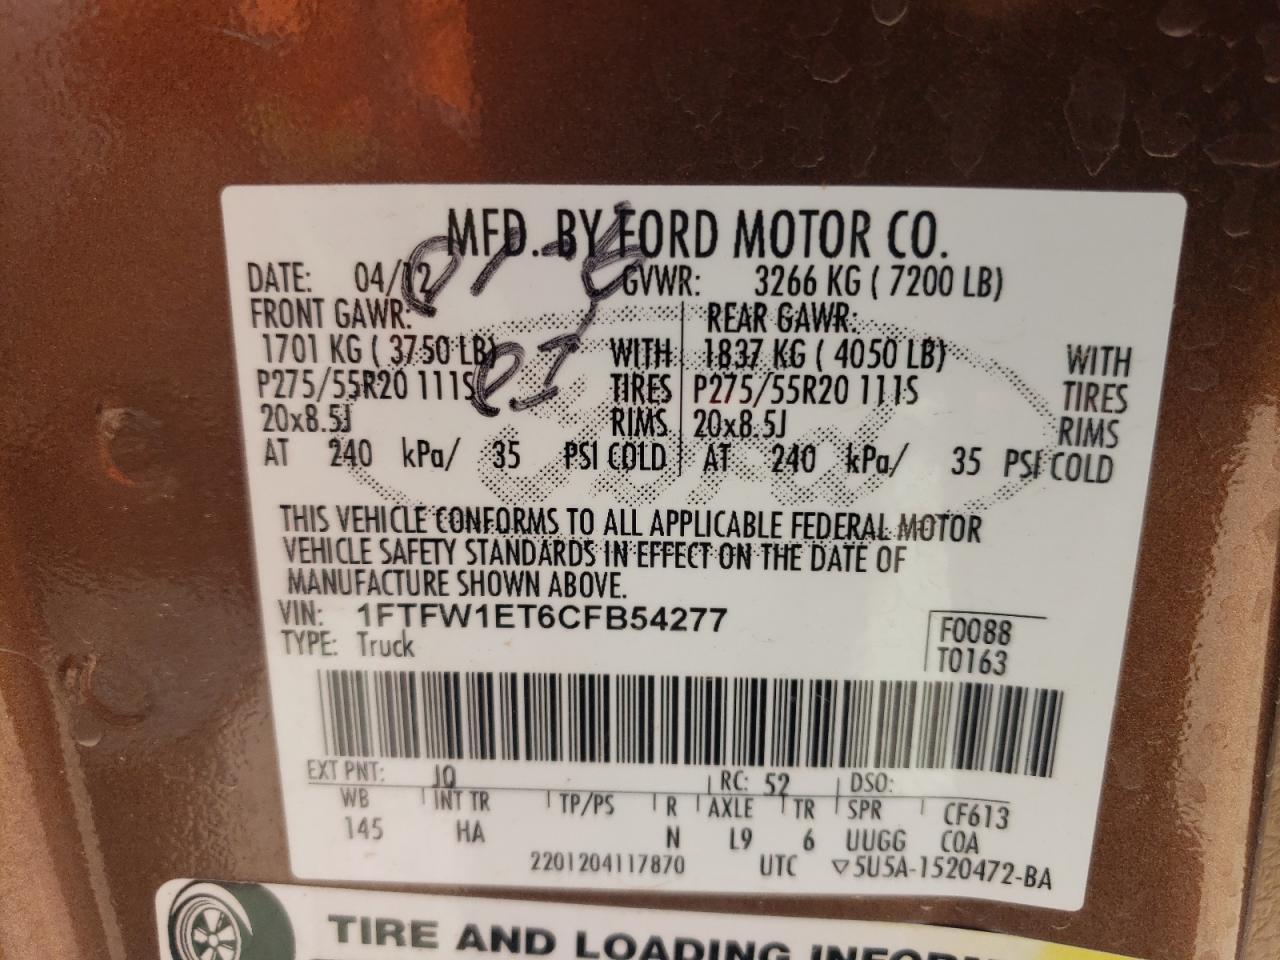 MFD. BY FORD MOTOR CO.
DATE: 04/12 GVWR: 3266 KG ( 7200 LB)
FRONT GAWR: REAR GAWR:
1701 KG ( 3750 LB) WITH 1837 KG ( 4050 LB) WITH
P275/55R20 111S TIRES P275/55R20 111S TIRES
20x8.5J RIMS 20x8.5J RIMS
AT 240 kPa/ 35 PSI COLD AT 240 kPa/ 35 PSI COLD
THIS VEHICLE CONFORMS TO ALL APPLICABLE FEDERAL MOTOR
VEHICLE SAFETY STANDARDS IN EFFECT ON THE DATE OF
MANUFACTURE SHOWN ABOVE.
VIN: 1FTFW1ET6CFB54277
TYPE: Truck
F0088
T0163
EXT PNT: JQ RC: 52 DSO:
WB INT TR TP/PS R AXLE TR SPR CF613
145 HA N L9 6 UUGG COA
2201204117870 UTC ▽5U5A-1520472-BA
TIRE AND LOADING